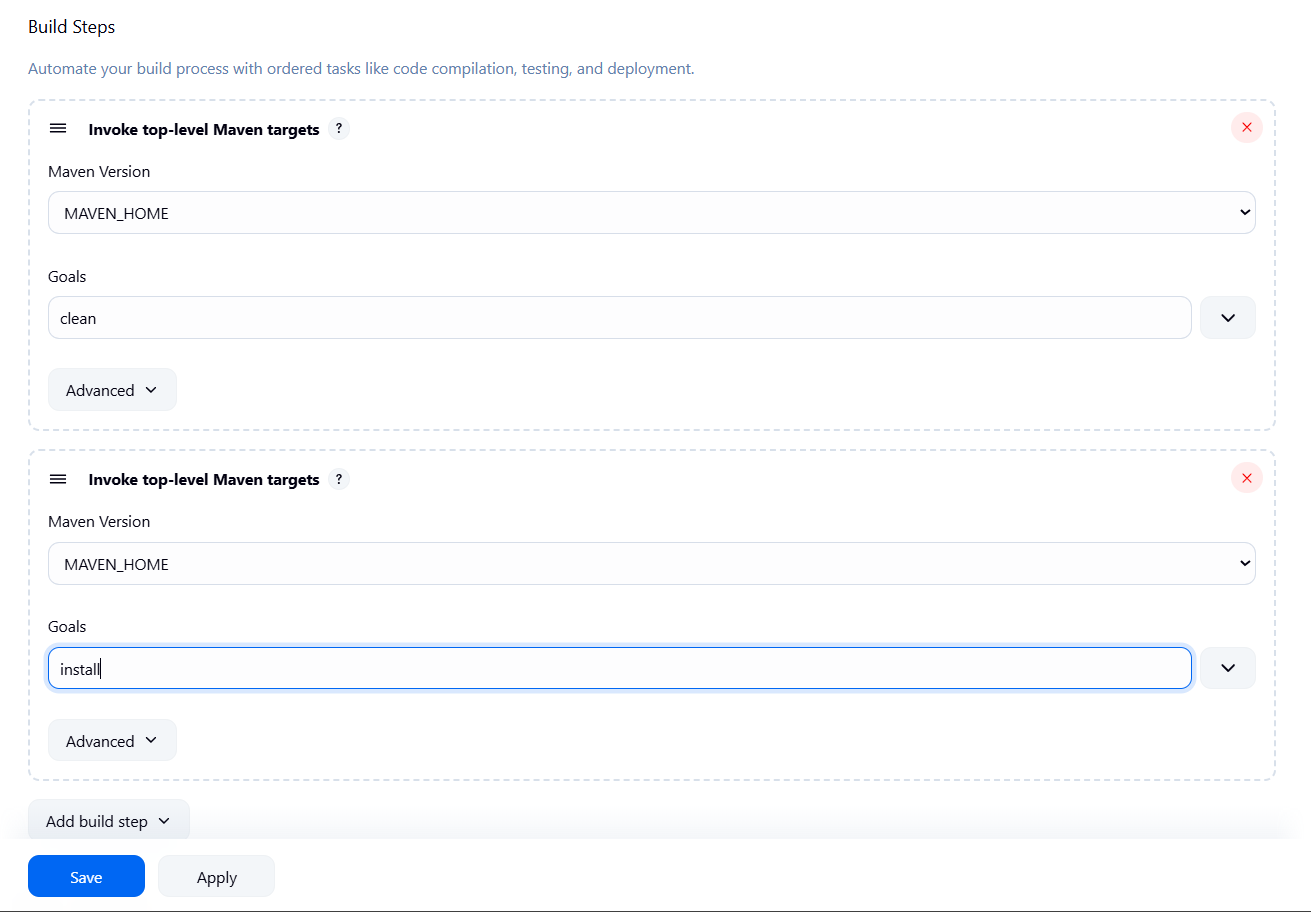 Build Steps
Automate your build process with ordered tasks like code compilation, testing, and deployment.
Invoke top-level Maven targets ?
Maven Version
MAVEN_HOME
Goals
clean
Advanced
Invoke top-level Maven targets ?
Maven Version
MAVEN_HOME
Goals
install
Advanced
Add build step
Save Apply